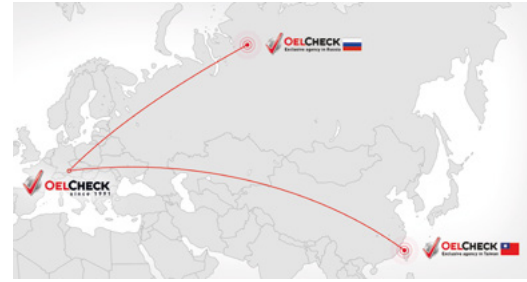 OELCHECK
Exclusive agency in Russia
OELCHECK
since 1991
OELCHECK
Exclusive agency in Taiwan